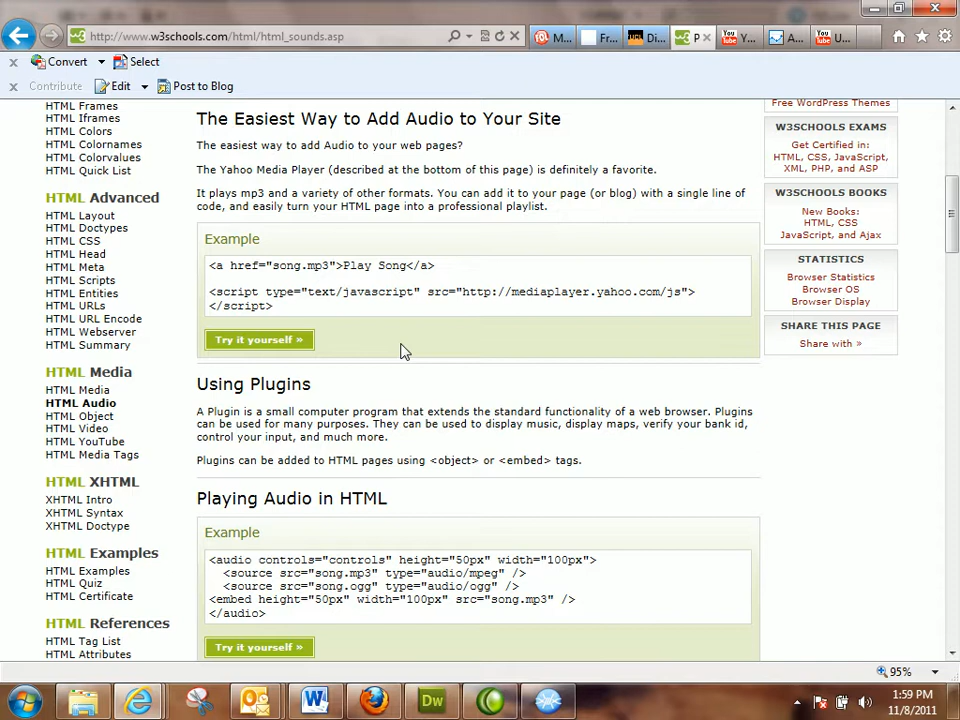 http://www.w3schools.com/html/html_sounds.asp
M...
Fr...
Di...
P
Y...
A...
U...
x Convert Select
x Contribute Edit Post to Blog
HTML Frames
HTML Iframes
HTML Colors
HTML Colornames
HTML Colorvalues
HTML Quick List
HTML Advanced
HTML Layout
HTML Doctypes
HTML CSS
HTML Head
HTML Meta
HTML Scripts
HTML Entities
HTML URLs
HTML URL Encode
HTML Webserver
HTML Summary
HTML Media
HTML Media
HTML Audio
HTML Object
HTML Video
HTML YouTube
HTML Media Tags
HTML XHTML
XHTML Intro
XHTML Syntax
XHTML Doctype
HTML Examples
HTML Examples
HTML Quiz
HTML Certificate
HTML References
HTML Tag List
HTML Attributes
The Easiest Way to Add Audio to Your Site
The easiest way to add Audio to your web pages?
The Yahoo Media Player (described at the bottom of this page) is definitely a favorite.
It plays mp3 and a variety of other formats. You can add it to your page (or blog) with a single line of
code, and easily turn your HTML page into a professional playlist.
Example
<a href="song.mp3">Play Song</a>
<script type="text/javascript" src="http://mediaplayer.yahoo.com/js">
</script>
Try it yourself »
Using Plugins
A Plugin is a small computer program that extends the standard functionality of a web browser. Plugins
can be used for many purposes. They can be used to display music, display maps, verify your bank id,
control your input, and much more.
Plugins can be added to HTML pages using <object> or <embed> tags.
Playing Audio in HTML
Example
<audio controls="controls" height="50px" width="100px">
<source src="song.mp3" type="audio/mpeg" />
<source src="song.ogg" type="audio/ogg" />
<embed height="50px" width="100px" src="song.mp3" />
</audio>
Try it yourself »
Free WordPress Themes
W3SCHOOLS EXAMS
Get Certified in:
HTML, CSS, JavaScript,
XML, PHP, and ASP
W3SCHOOLS BOOKS
New Books:
HTML, CSS
JavaScript, and Ajax
STATISTICS
Browser Statistics
Browser OS
Browser Display
SHARE THIS PAGE
Share with »
95%
Dw
1:59 PM
11/8/2011